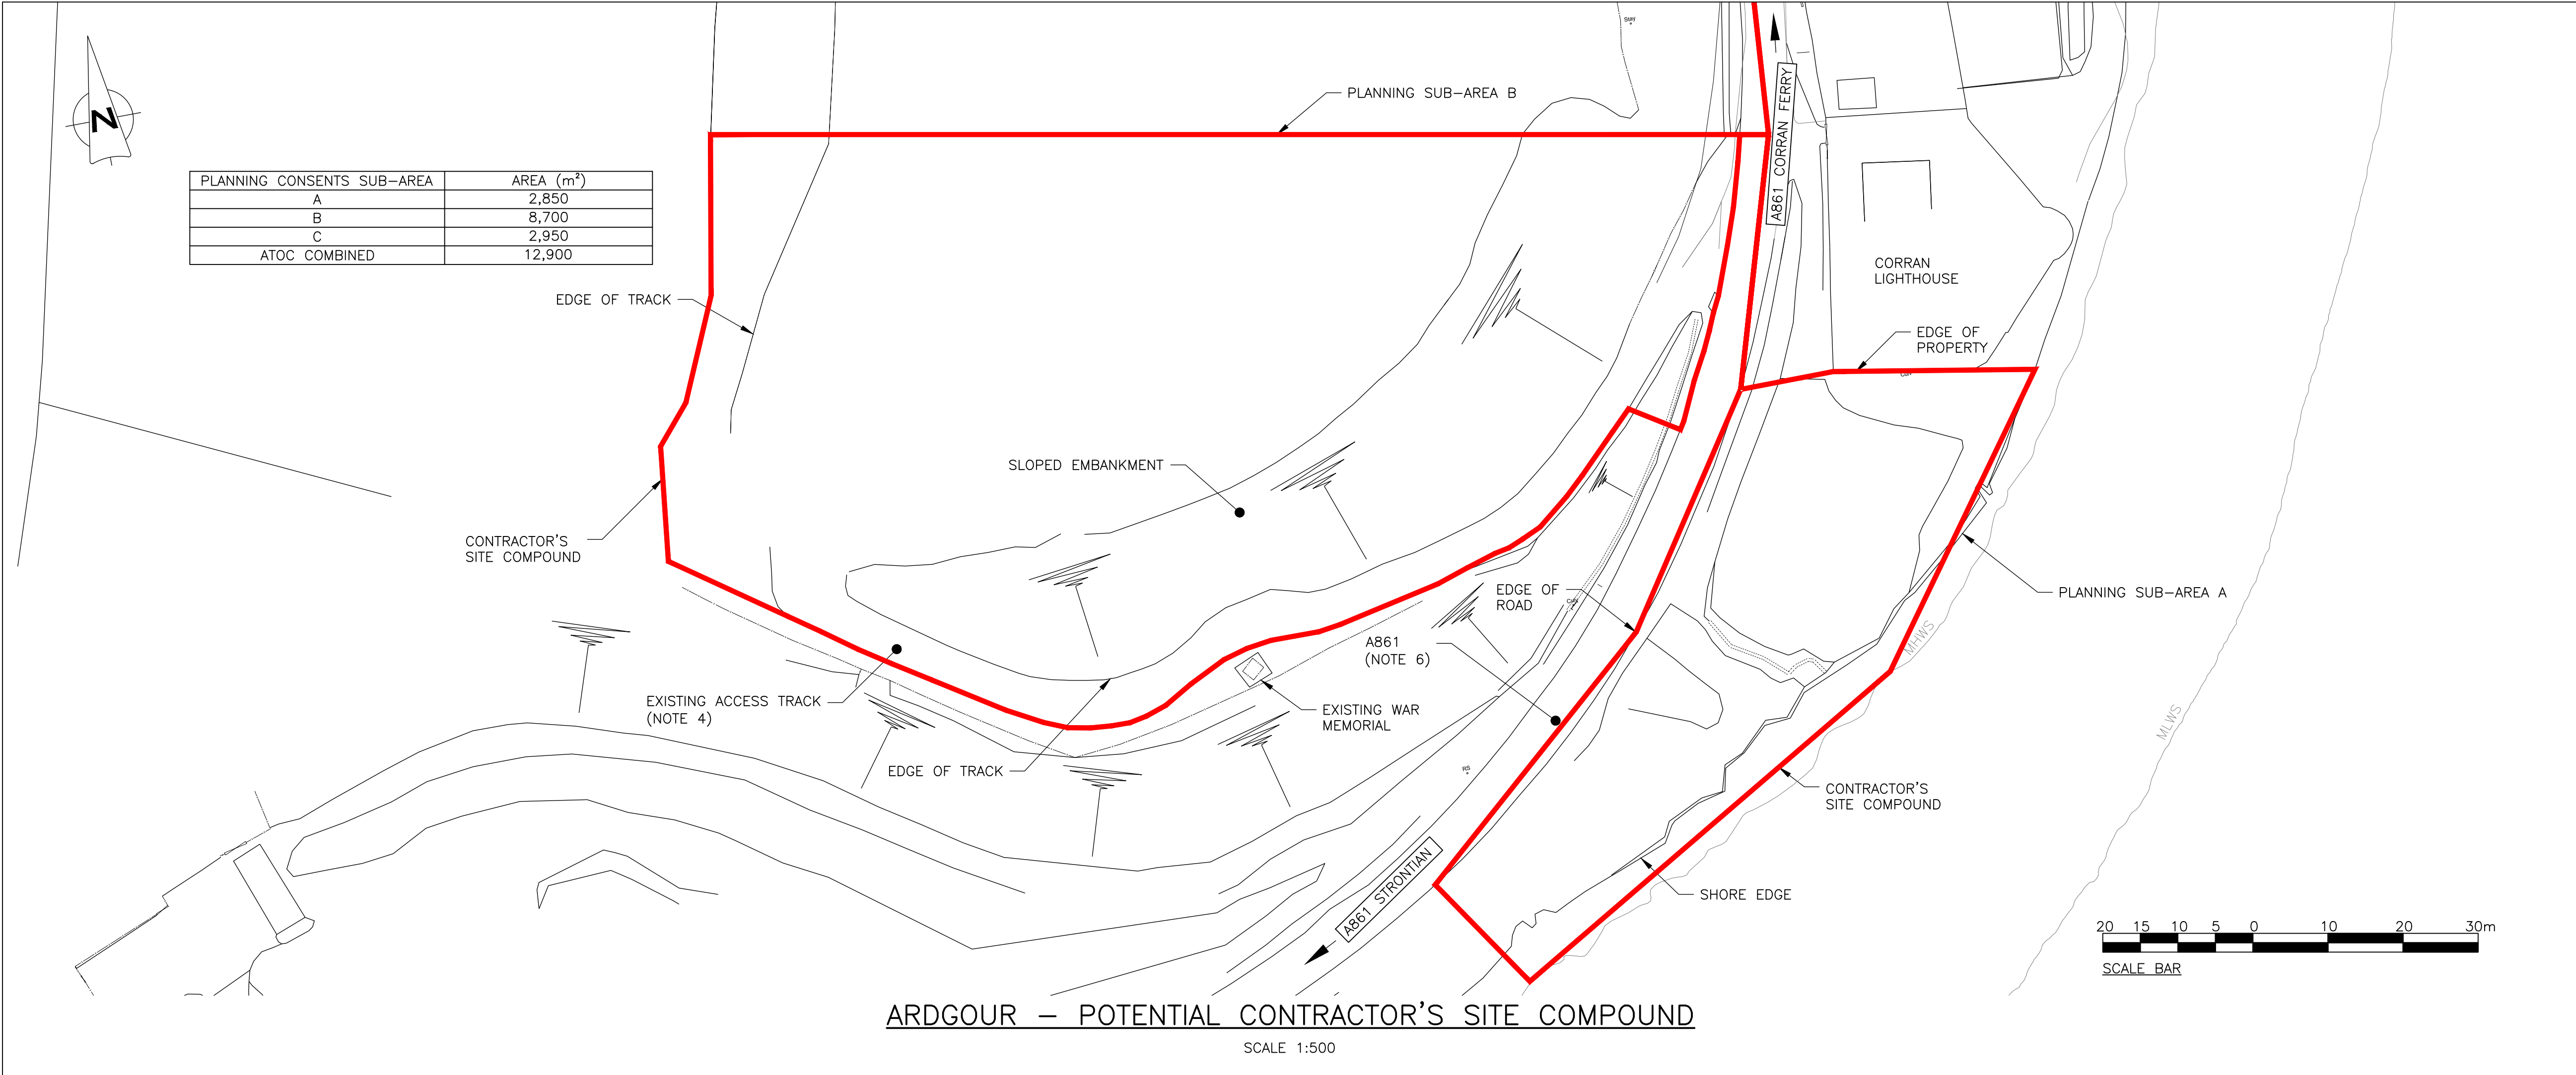 SMH
PLANNING SUB-AREA B
A861 CORRAN FERRY
N
PLANNING CONSENTS SUB-AREA AREA (m²)
A 2,850
B 8,700
C 2,950
ATOC COMBINED 12,900
CORRAN
LIGHTHOUSE
EDGE OF TRACK
EDGE OF
PROPERTY
SLOPED EMBANKMENT
CONTRACTOR'S
SITE COMPOUND
EDGE OF
ROAD
PLANNING SUB-AREA A
A861
(NOTE 6)
MHWS
EXISTING ACCESS TRACK
(NOTE 4)
EXISTING WAR
MEMORIAL
MLWS
EDGE OF TRACK
RS
CONTRACTOR'S
SITE COMPOUND
A861 STRONTIAN
SHORE EDGE
20 15 10 5 0 10 20 30m
SCALE BAR
ARDGOUR - POTENTIAL CONTRACTOR'S SITE COMPOUND
SCALE 1:500